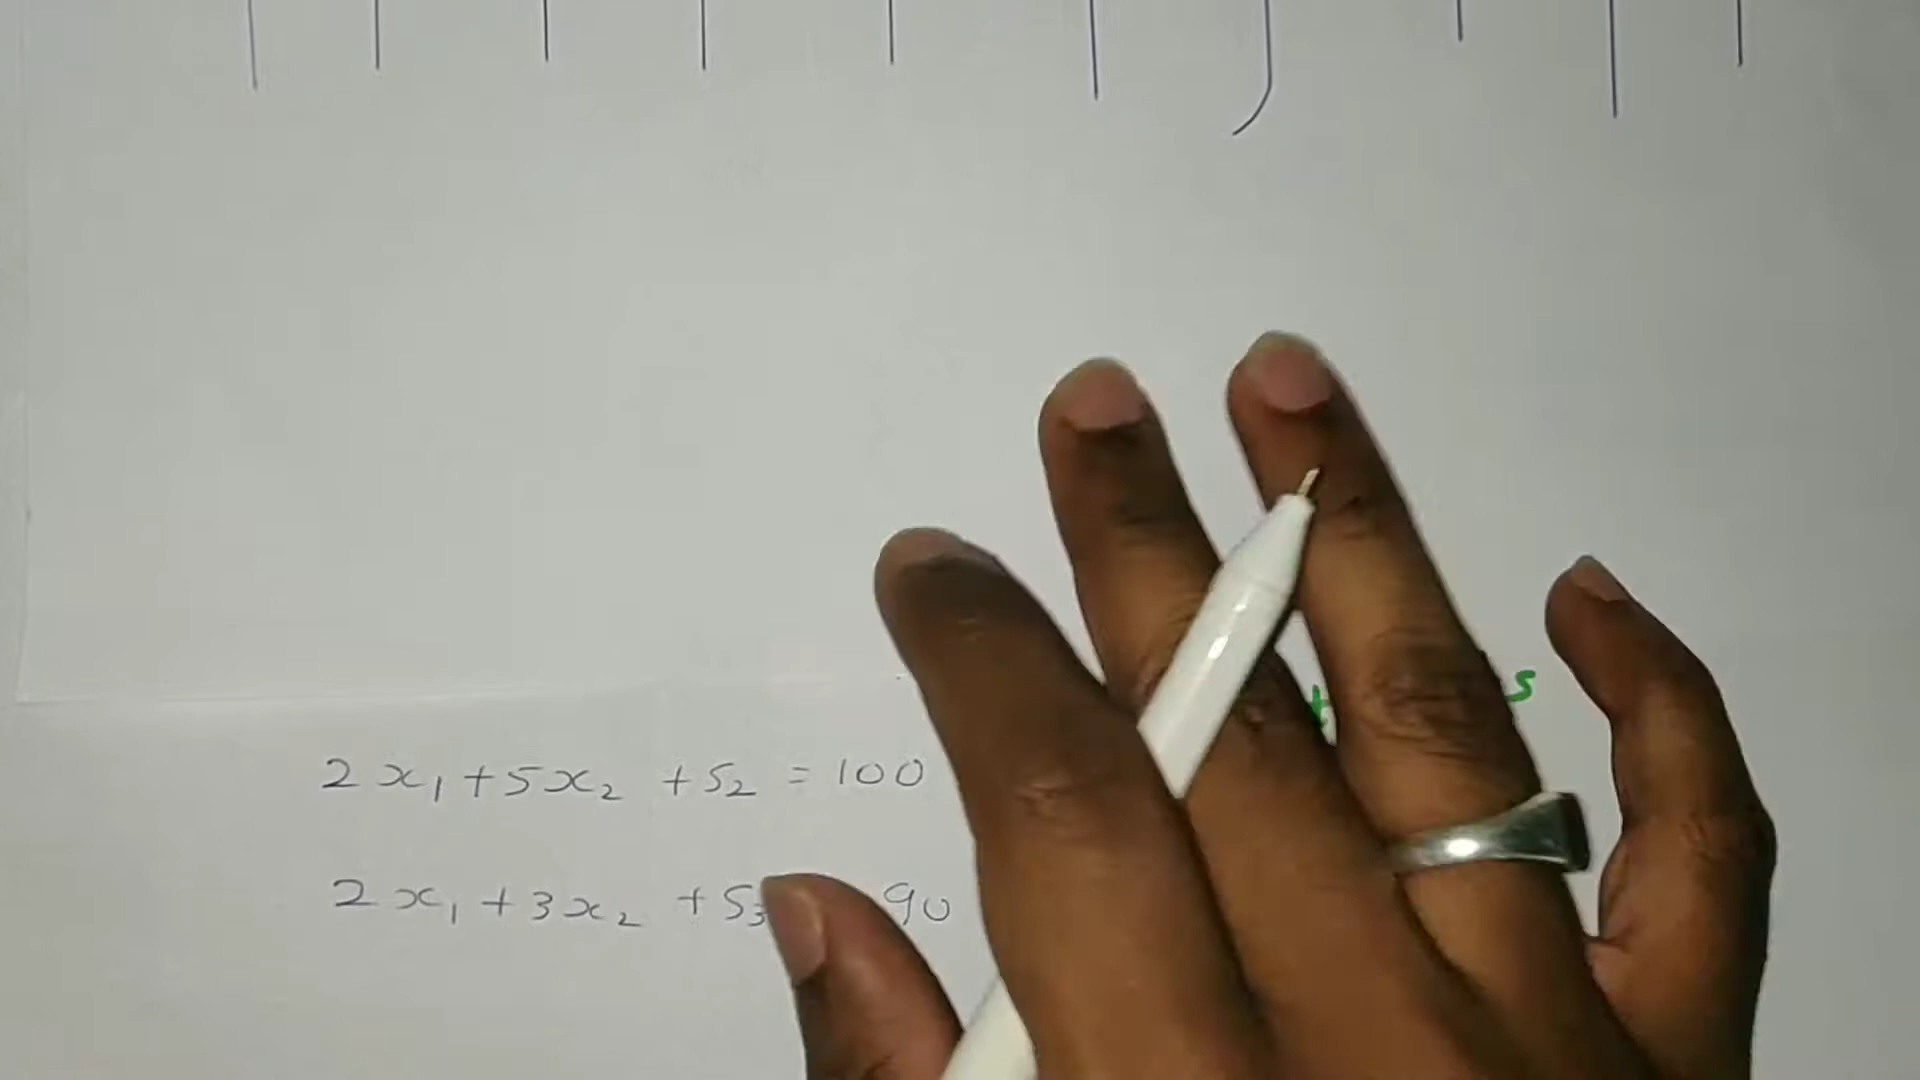 2x₁ + 5x₂ + S₂ = 100
2x₁ + 3x₂ + S₃ 90